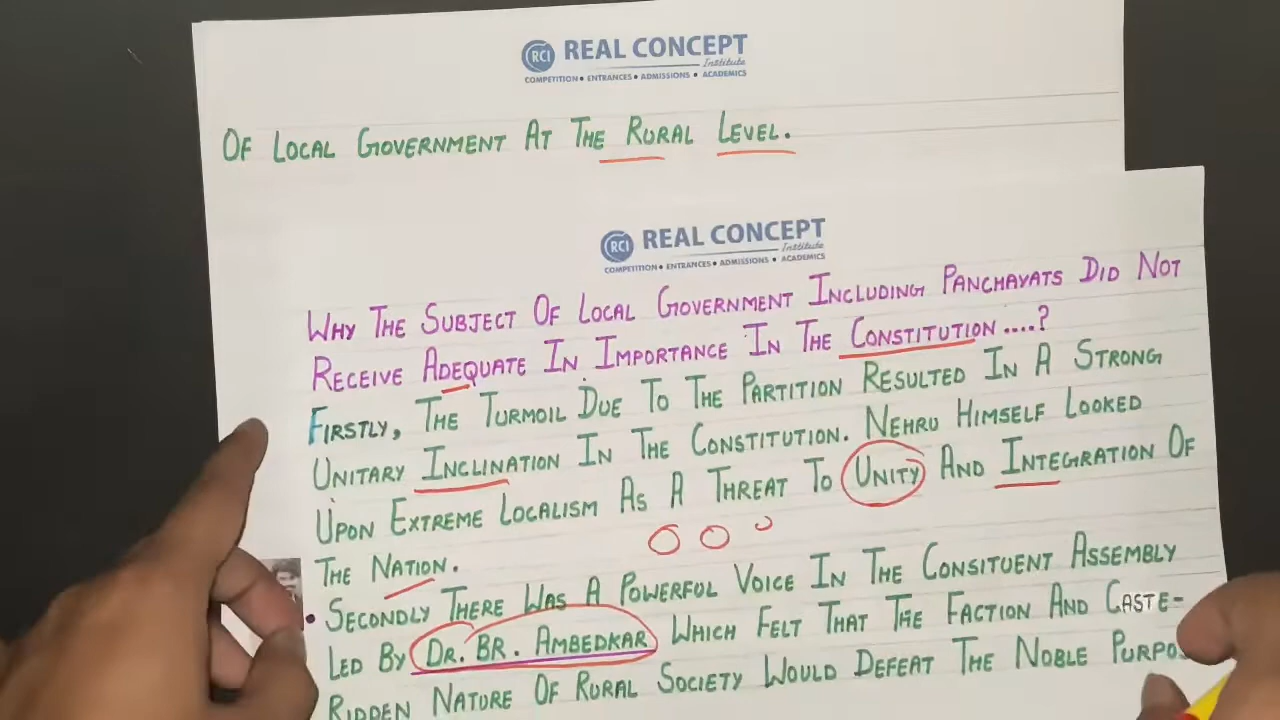 RCI REAL CONCEPT
Institute
COMPETITION • ENTRANCES • ADMISSIONS • ACADEMICS
OF LOCAL GOVERNMENT AT THE RURAL LEVEL.
RCI REAL CONCEPT
Institute
COMPETITION • ENTRANCES • ADMISSIONS • ACADEMICS
WHY THE SUBJECT OF LOCAL GOVERNMENT INCLUDING PANCHAYATS DID NOT
RECEIVE ADEQUATE IN IMPORTANCE IN THE CONSTITUTION....?
FIRSTLY, THE TURMOIL DUE TO THE PARTITION RESULTED IN A STRONG
UNITARY INCLINATION IN THE CONSTITUTION. NEHRU HIMSELF LOOKED
UPON EXTREME LOCALISM AS A THREAT TO UNITY AND INTEGRATION OF
THE NATION.
• SECONDLY THERE WAS A POWERFUL VOICE IN THE CONSITUENT ASSEMBLY
LED BY DR. BR. AMBEDKAR WHICH FELT THAT THE FACTION AND CASTE-
RIDDEN NATURE OF RURAL SOCIETY WOULD DEFEAT THE NOBLE PURPO